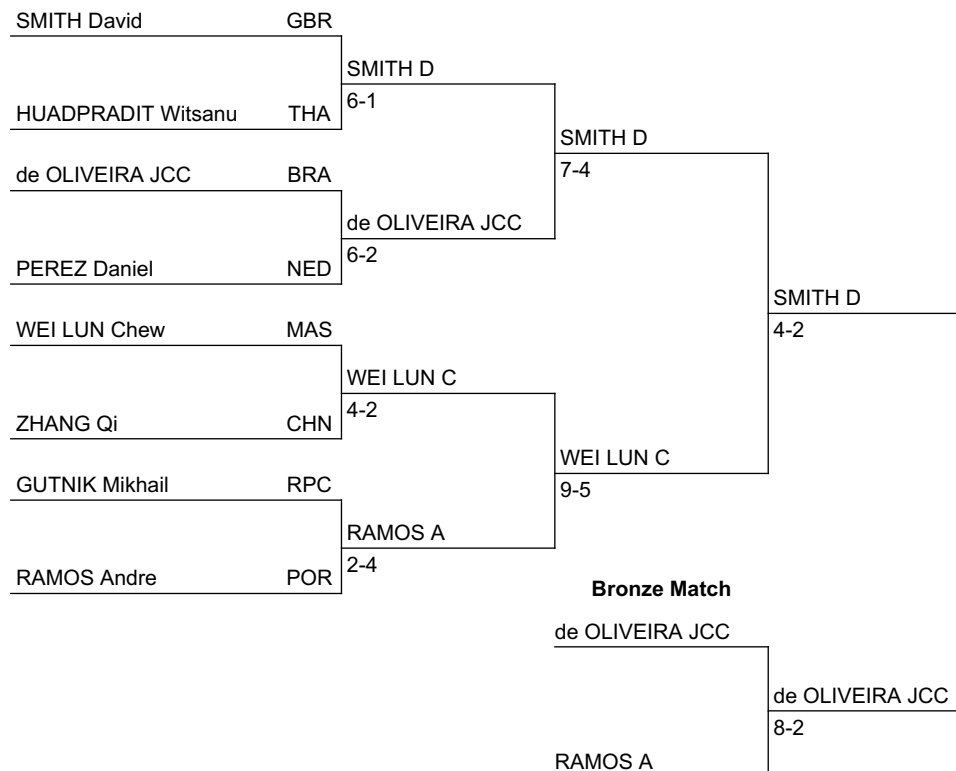 SMITH David GBR
SMITH D
6-1
HUADPRADIT Witsanu THA
SMITH D
7-4
de OLIVEIRA JCC BRA
de OLIVEIRA JCC
6-2
PEREZ Daniel NED
SMITH D
4-2
WEI LUN Chew MAS
WEI LUN C
4-2
ZHANG Qi CHN
WEI LUN C
9-5
GUTNIK Mikhail RPC
RAMOS A
2-4
RAMOS Andre POR
Bronze Match
de OLIVEIRA JCC
de OLIVEIRA JCC
8-2
RAMOS A